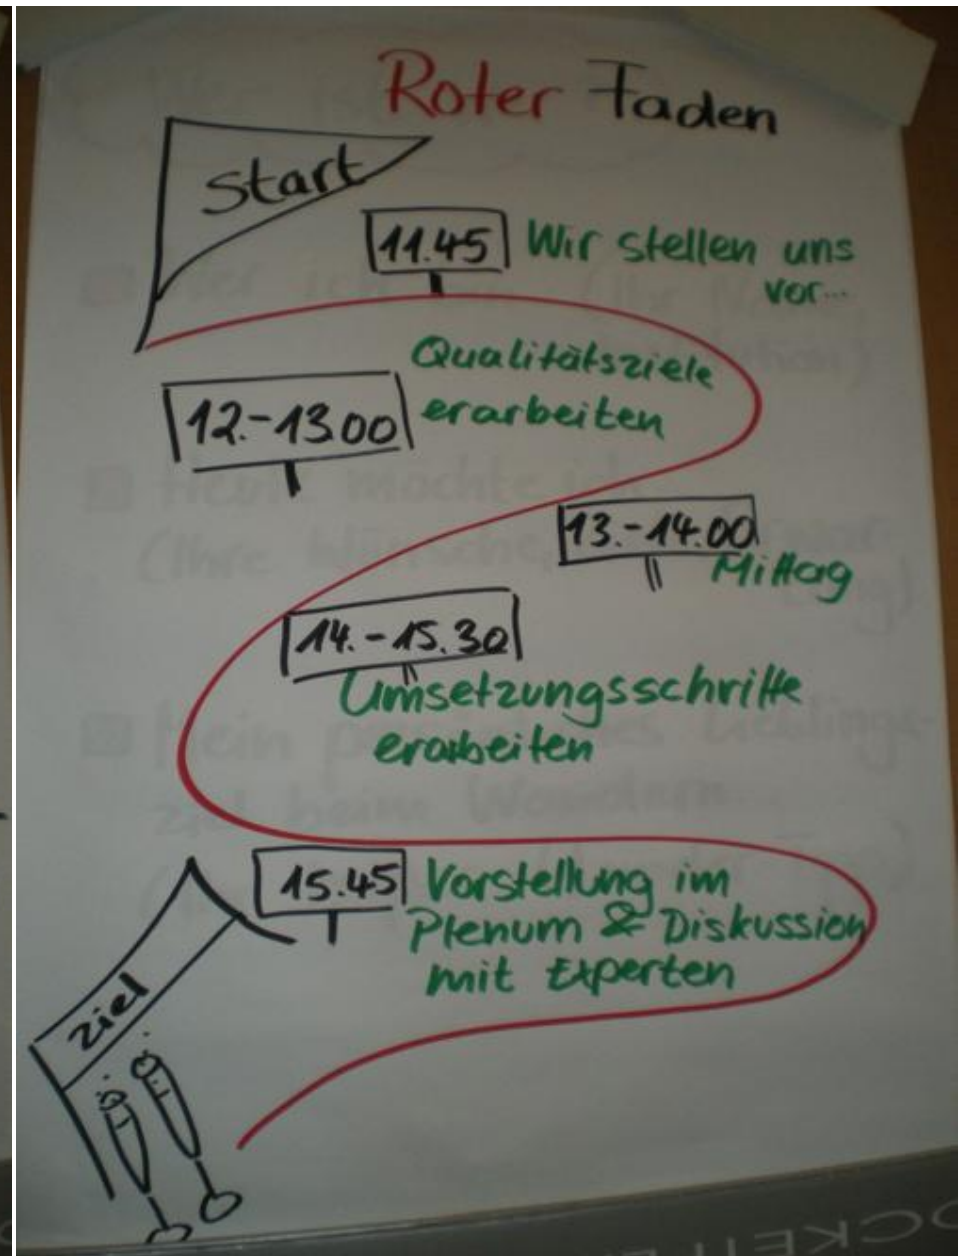 Roter Faden
Start
11.45 Wir stellen uns
vor...
Qualitätsziele
12.-13.00 erarbeiten
13.-14.00
Mittag
14.-15.30
Umsetzungsschritte
erarbeiten
15.45 Vorstellung im
Plenum & Diskussion
mit Experten
Ziel